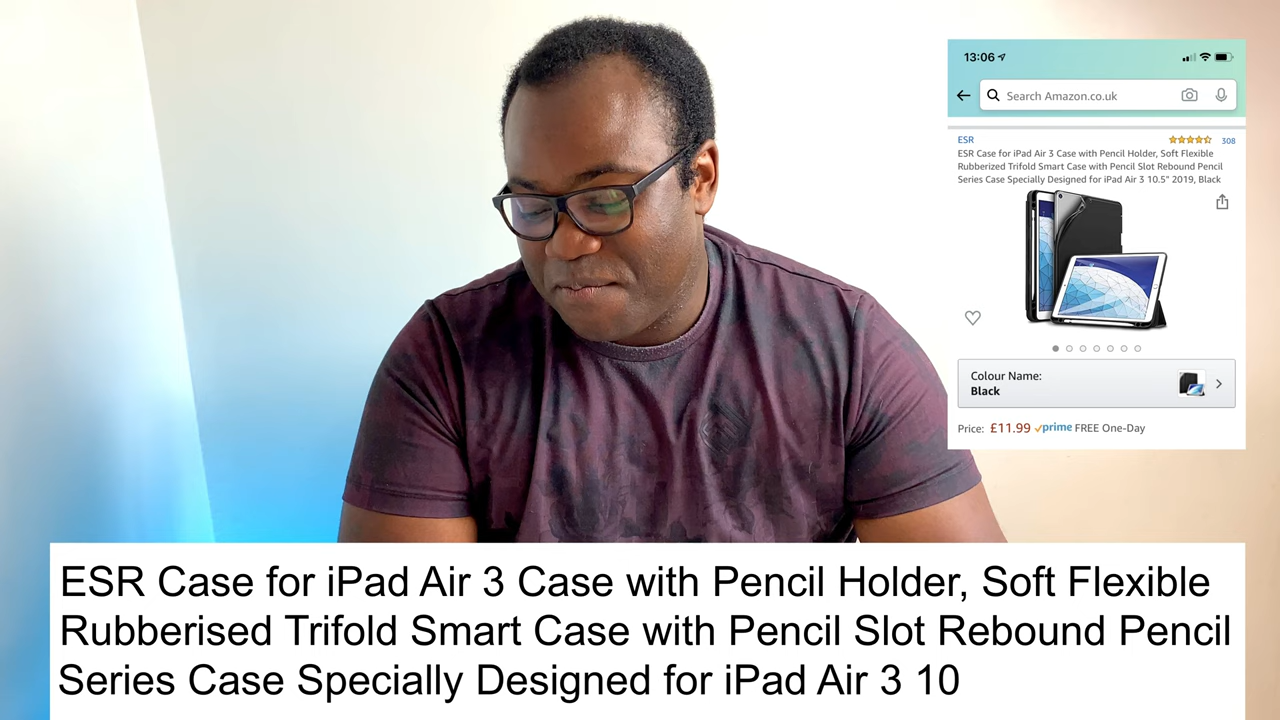 13:06
Search Amazon.co.uk
ESR
308
ESR Case for iPad Air 3 Case with Pencil Holder, Soft Flexible
Rubberized Trifold Smart Case with Pencil Slot Rebound Pencil
Series Case Specially Designed for iPad Air 3 10.5" 2019, Black
Colour Name:
Black
Price: £11.99 prime FREE One-Day
ESR Case for iPad Air 3 Case with Pencil Holder, Soft Flexible
Rubberised Trifold Smart Case with Pencil Slot Rebound Pencil
Series Case Specially Designed for iPad Air 3 10